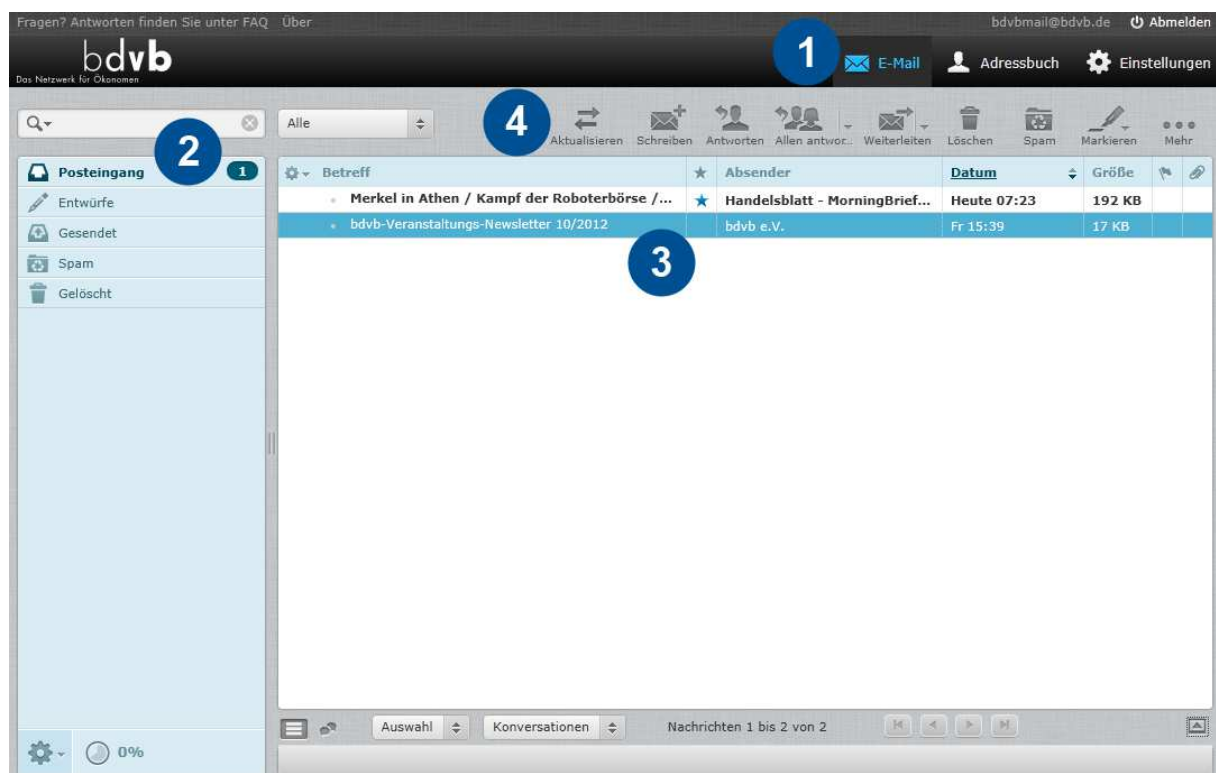 Fragen? Antworten finden Sie unter FAQ Über bdvbmail@bdvb.de Abmelden
bdvb
Das Netzwerk für Ökonomen
1 E-Mail Adressbuch Einstellungen
Alle 4 Aktualisieren Schreiben Antworten Allen antwor... Weiterleiten Löschen Spam Markieren Mehr
2
Posteingang 1 Betreff Absender Datum Größe
Entwürfe Merkel in Athen / Kampf der Roboterbörse /... Handelsblatt - MorningBrief... Heute 07:23 192 KB
Gesendet bdvb-Veranstaltungs-Newsletter 10/2012 bdvb e.V. Fr 15:39 17 KB
Spam 3
Gelöscht
Auswahl Konversationen Nachrichten 1 bis 2 von 2
0%